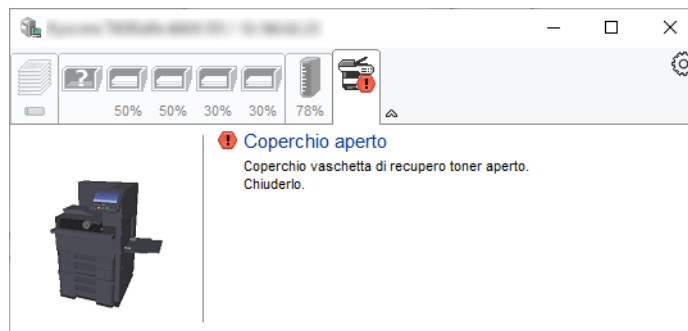 50% 50% 30% 30% 78%
Coperchio aperto
Coperchio vaschetta di recupero toner aperto.
Chiuderlo.